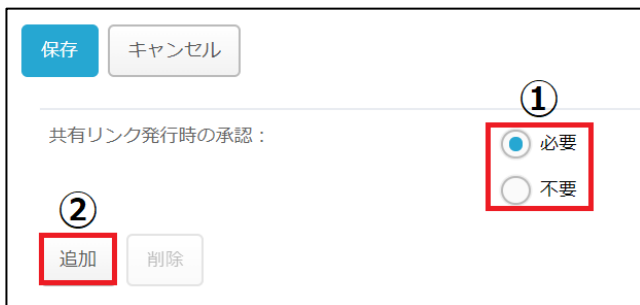 保存 キャンセル
①
共有リンク発行時の承認： 必要
不要
②
追加 削除